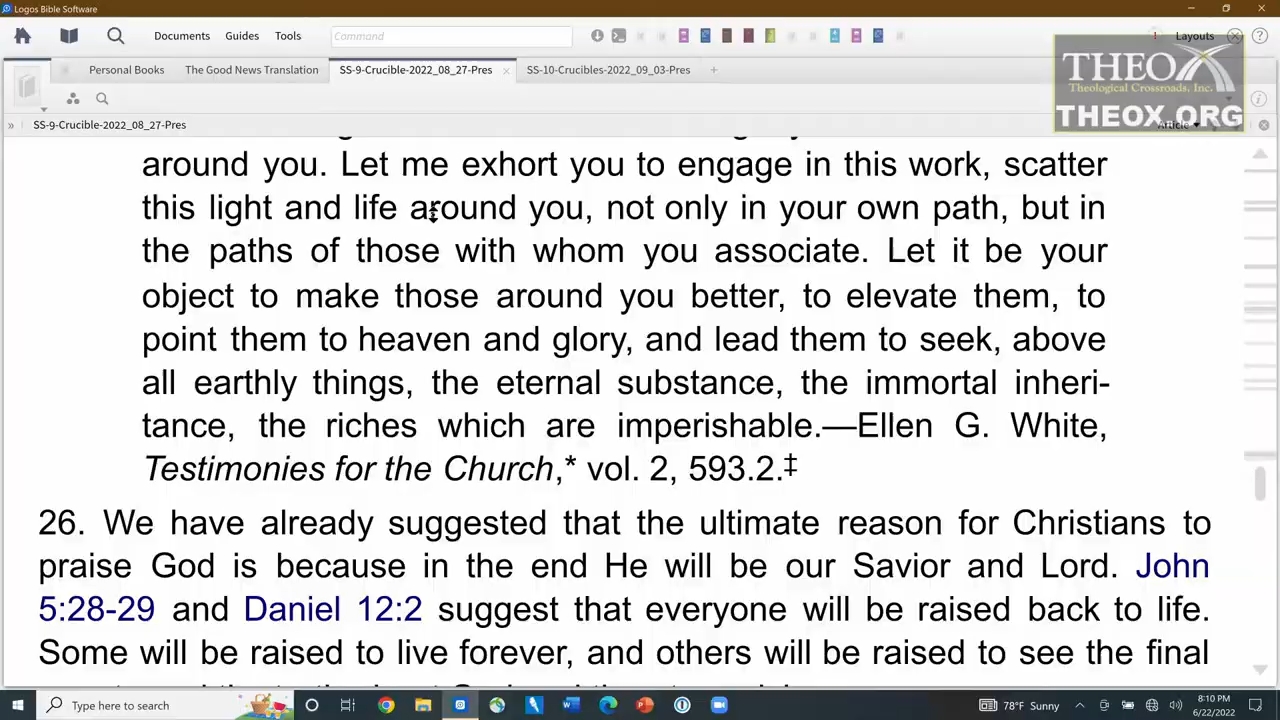 Logos Bible Software
Documents Guides Tools Command Layouts
Personal Books The Good News Translation SS-9-Crucible-2022_08_27-Pres SS-10-Crucibles-2022_09_03-Pres
THEOX
Theological Crossroads, Inc.
THEOX.ORG
SS-9-Crucible-2022_08_27-Pres
Article
around you. Let me exhort you to engage in this work, scatter
this light and life around you, not only in your own path, but in
the paths of those with whom you associate. Let it be your
object to make those around you better, to elevate them, to
point them to heaven and glory, and lead them to seek, above
all earthly things, the eternal substance, the immortal inheri-
tance, the riches which are imperishable.—Ellen G. White,
Testimonies for the Church,* vol. 2, 593.2.‡
26. We have already suggested that the ultimate reason for Christians to
praise God is because in the end He will be our Savior and Lord. John
5:28-29 and Daniel 12:2 suggest that everyone will be raised back to life.
Some will be raised to live forever, and others will be raised to see the final
Type here to search
78°F Sunny
8:10 PM
6/22/2022